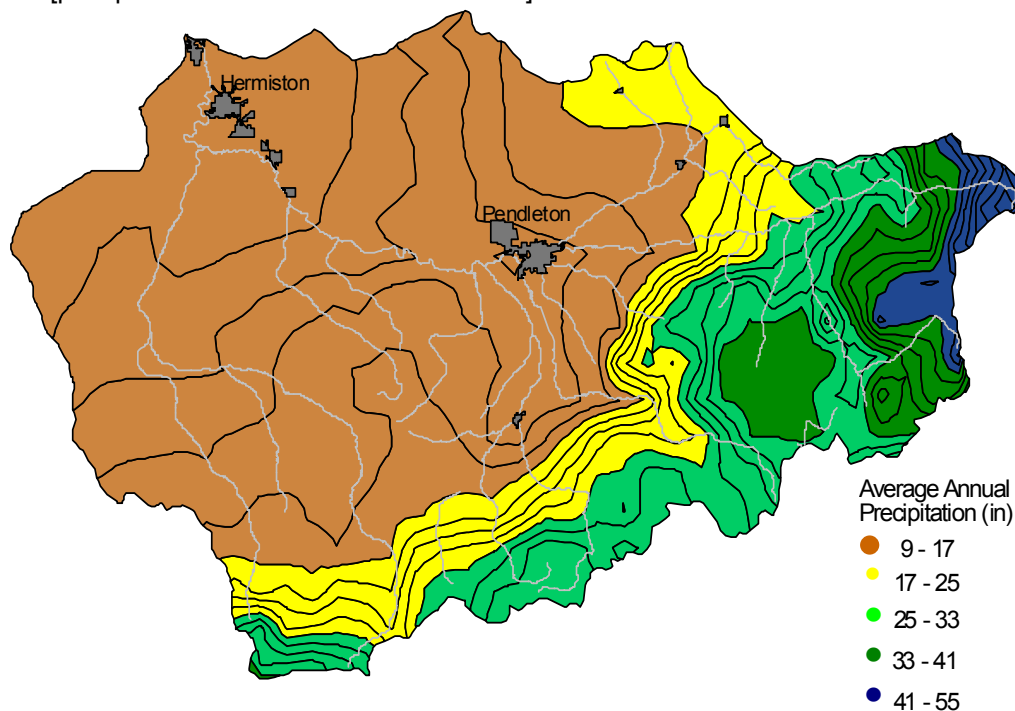 Hermiston
Pendleton
Average Annual
Precipitation (in)
9 - 17
17 - 25
25 - 33
33 - 41
41 - 55